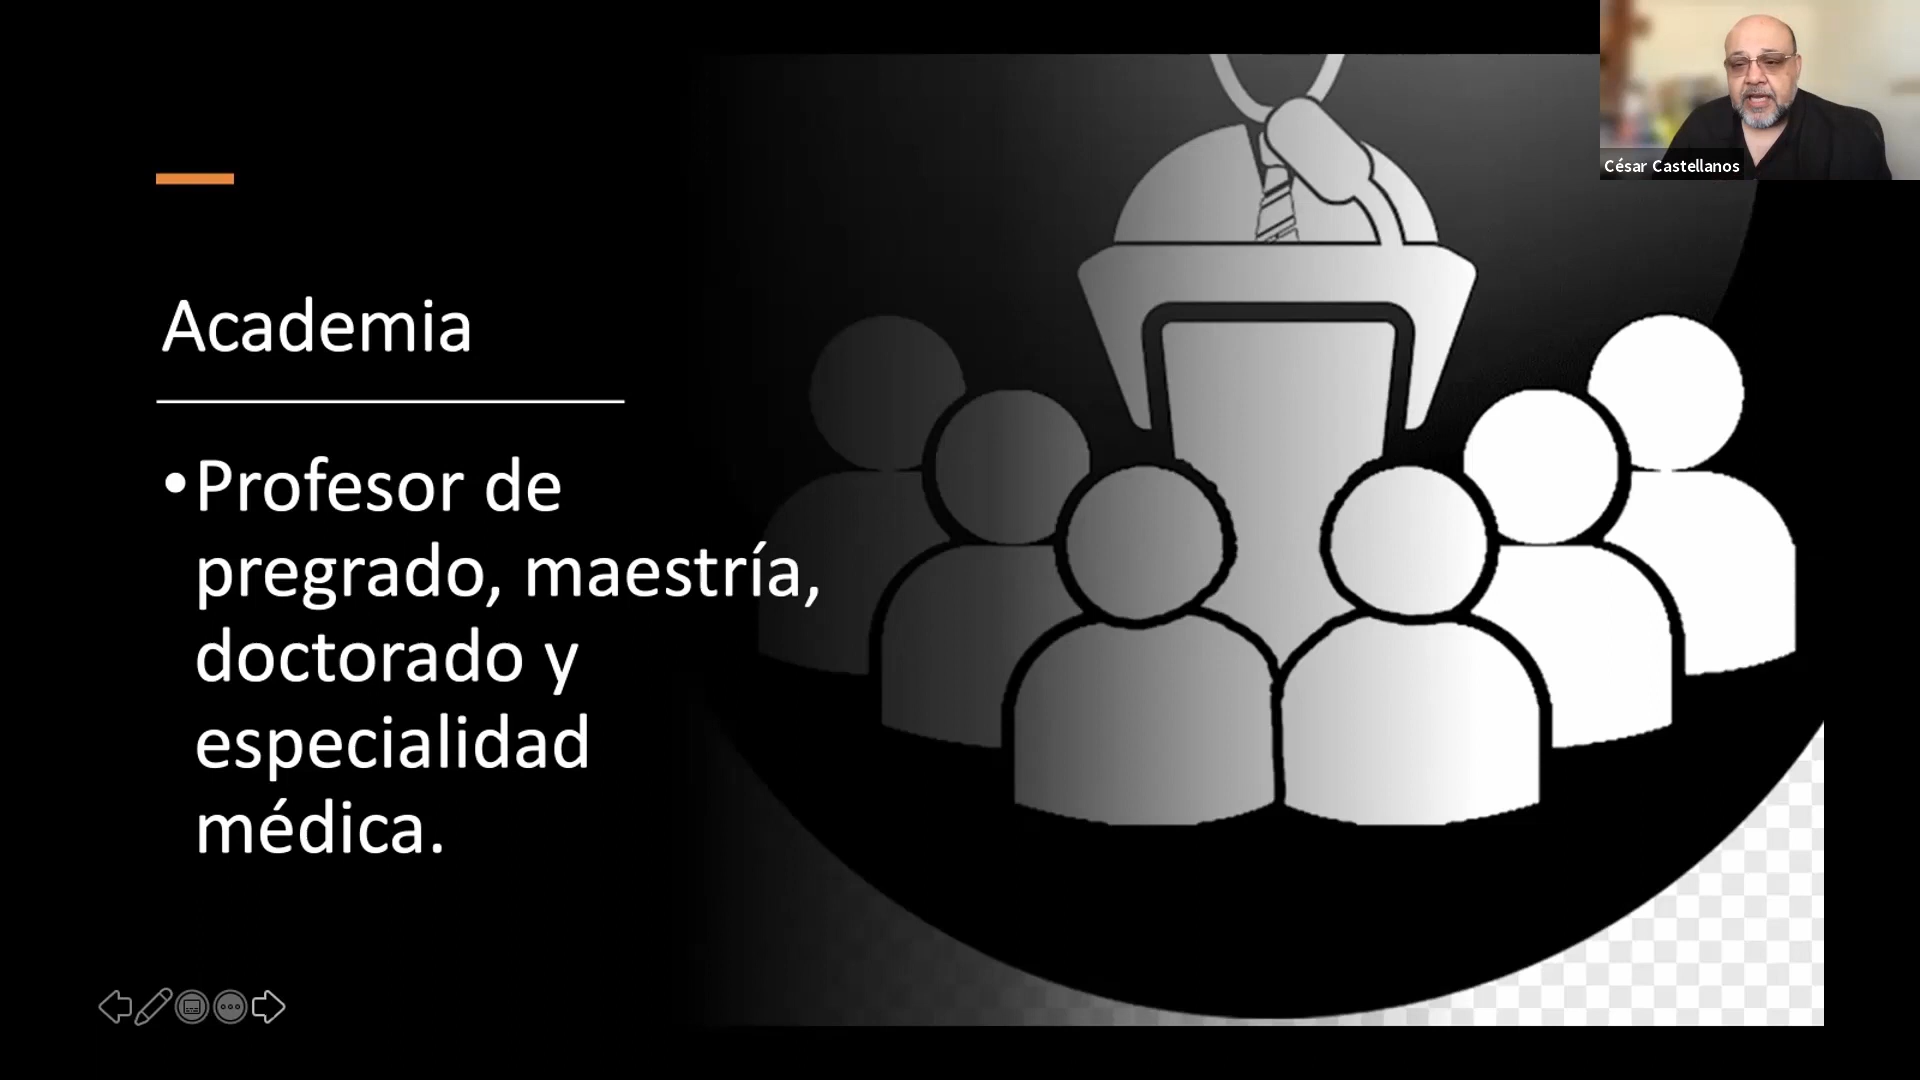 César Castellanos
Academia
•Profesor de
pregrado, maestría,
doctorado y
especialidad
médica.